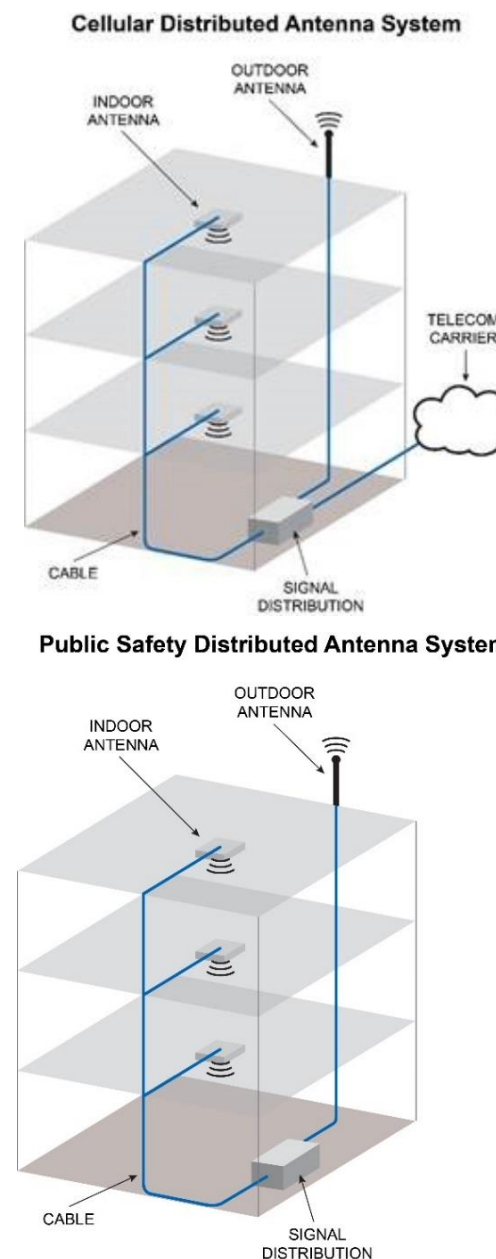 Cellular Distributed Antenna System
OUTDOOR
ANTENNA
INDOOR
ANTENNA
TELECOM
CARRIER
CABLE
SIGNAL
DISTRIBUTION
Public Safety Distributed Antenna System
OUTDOOR
ANTENNA
INDOOR
ANTENNA
CABLE
SIGNAL
DISTRIBUTION